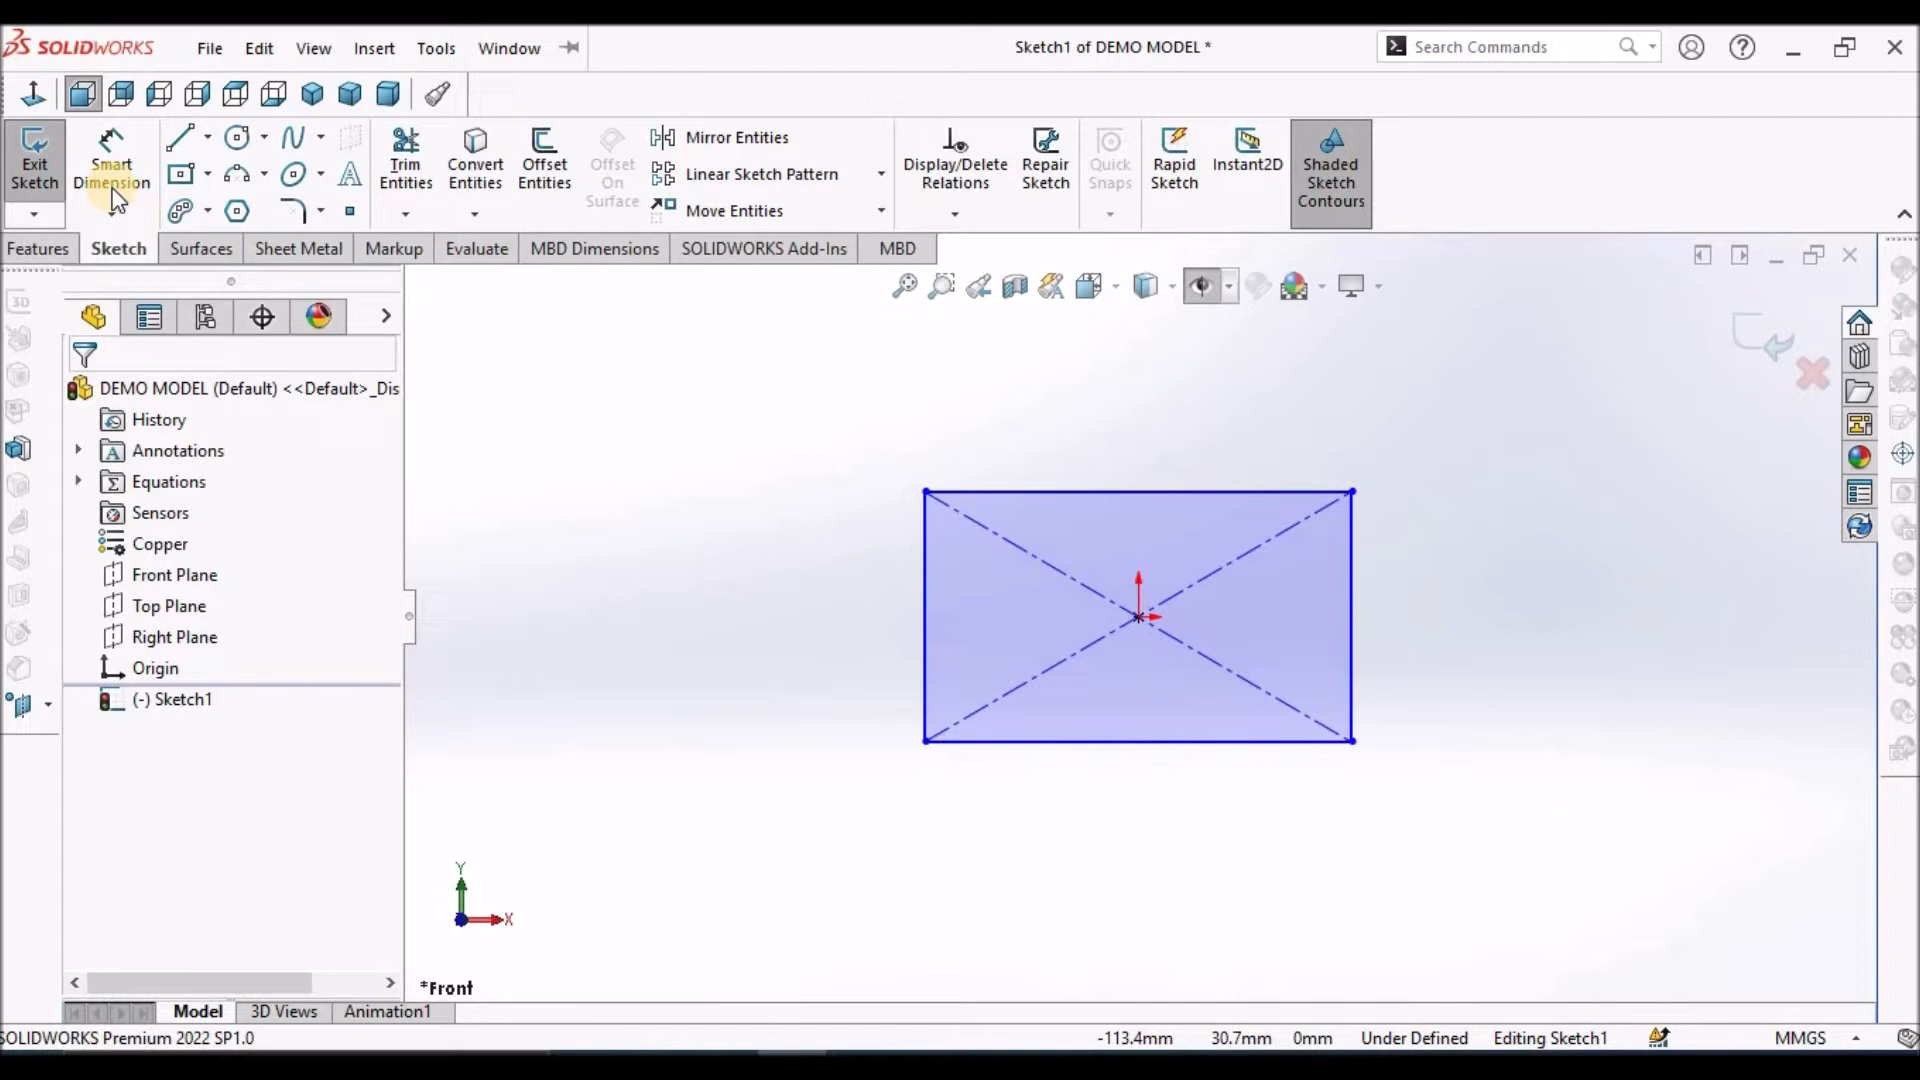 SOLIDWORKS File Edit View Insert Tools Window Sketch1 of DEMO MODEL * Search Commands
Exit Sketch
Smart Dimension
Trim Entities
Convert Entities
Offset Entities
Offset On Surface
Mirror Entities
Linear Sketch Pattern
Move Entities
Display/Delete Relations
Repair Sketch
Quick Snaps
Rapid Sketch
Instant2D
Shaded Sketch Contours
Features Sketch Surfaces Sheet Metal Markup Evaluate MBD Dimensions SOLIDWORKS Add-Ins MBD
3D
DEMO MODEL (Default) <<Default>_Dis
History
Annotations
Equations
Sensors
Copper
Front Plane
Top Plane
Right Plane
Origin
(-) Sketch1
Y
X
*Front
Model 3D Views Animation1
SOLIDWORKS Premium 2022 SP1.0 -113.4mm 30.7mm 0mm Under Defined Editing Sketch1 MMGS